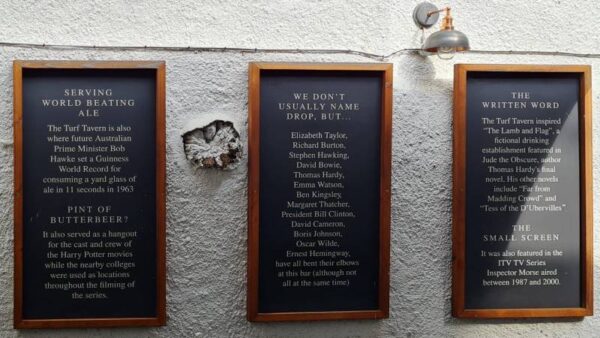 SERVING
WORLD BEATING
ALE
The Turf Tavern is also
where future Australian
Prime Minister Bob
Hawke set a Guinness
World Record for
consuming a yard glass of
ale in 11 seconds in 1963
PINT OF
BUTTERBEER?
It also served as a hangout
for the cast and crew of
the Harry Potter movies
while the nearby colleges
were used as locations
throughout the filming of
the series.
WE DON'T
USUALLY NAME
DROP, BUT...
Elizabeth Taylor,
Richard Burton,
Stephen Hawking,
David Bowie,
Thomas Hardy,
Emma Watson,
Ben Kingsley,
Margaret Thatcher,
President Bill Clinton,
David Cameron,
Boris Johnson,
Oscar Wilde,
Ernest Hemingway,
have all bent their elbows
at this bar (although not
all at the same time)
THE
WRITTEN WORD
The Turf Tavern inspired
"The Lamb and Flag", a
fictional drinking
establishment featured in
Jude the Obscure, author
Thomas Hardy's final
novel. His other novels
include "Far from
Madding Crowd" and
"Tess of the D'Ubervilles"
THE
SMALL SCREEN
It was also featured in the
ITV TV Series
Inspector Morse aired
between 1987 and 2000.